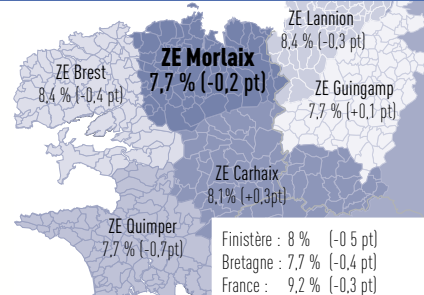 ZE Lannion
8,4 % (-0,3 pt)
ZE Morlaix
7,7 % (-0,2 pt)
ZE Brest
8,4 % (-0,4 pt)
ZE Guingamp
7,7 % (+0,1 pt)
ZE Carhaix
8,1% (+0,3pt)
ZE Quimper
7,7 % (-0,7pt)
Finistère : 8 % (-0 5 pt)
Bretagne : 7,7 % (-0,4 pt)
France : 9,2 % (-0,3 pt)